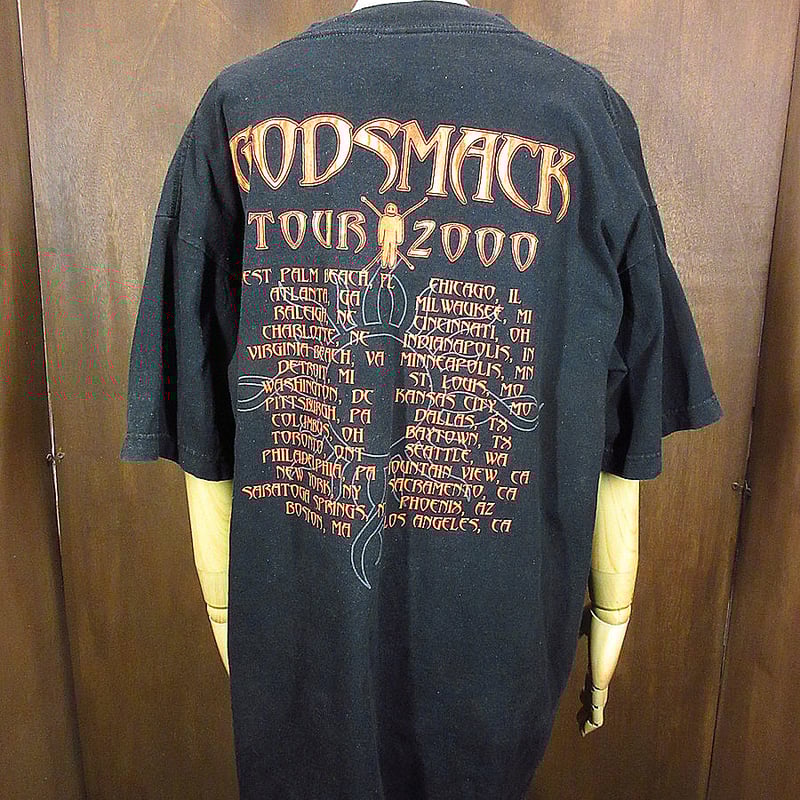 GODSMACK
TOUR 2000
EST PALM BEACH, FL
ATLANTA, GA
RALEIGH, NC
CHARLOTTE, NC
VIRGINIA BEACH, VA
DETROIT, MI
WASHINGTON, DC
PITTSBURGH, PA
COLUMBUS, OH
TORONTO, ONT
PHILADELPHIA, PA
NEW YORK, NY
SARATOGA SPRINGS, N
BOSTON, MA
CHICAGO, IL
MILWAUKEE, MI
CINCINNATI, OH
INDIANAPOLIS, IN
MINNEAPOLIS, MN
ST. LOUIS, MO
KANSAS CITY, MO
DALLAS, TX
BAYTOWN, TX
SEATTLE, WA
OUNTAIN VIEW, CA
SACRAMENTO, CA
PHOENIX, AZ
LOS ANGELES, CA